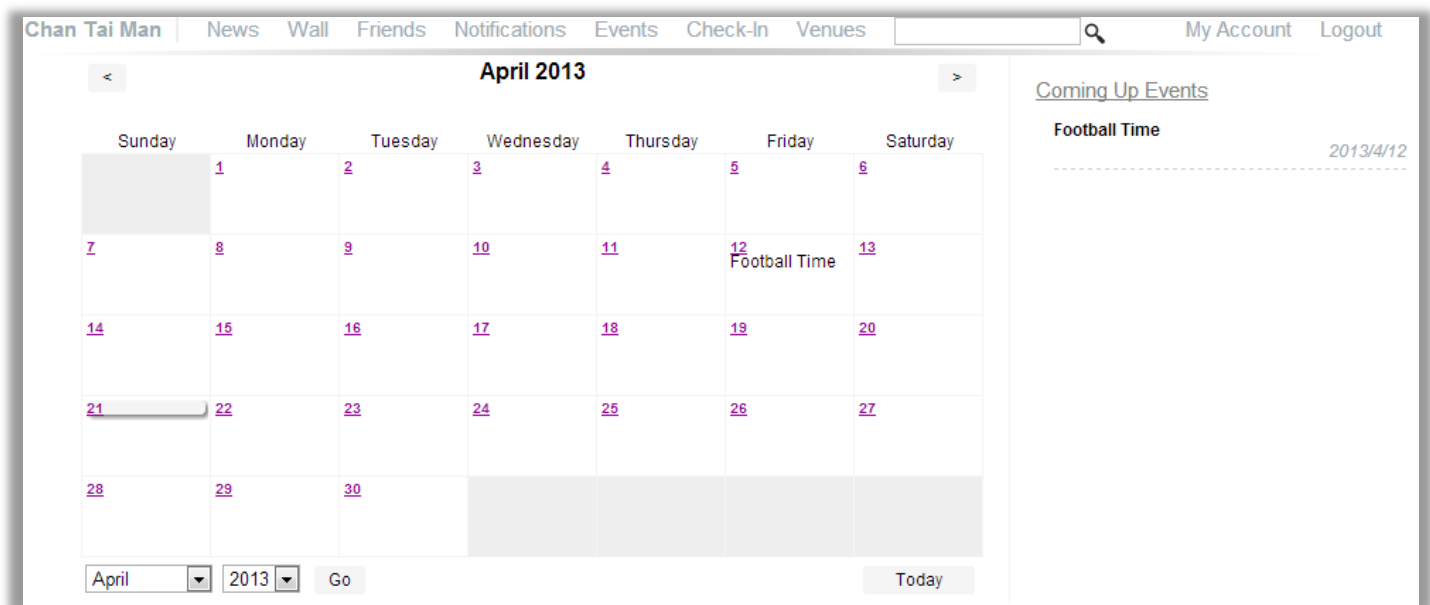 Chan Tai Man News Wall Friends Notifications Events Check-In Venues My Account Logout
< April 2013 >
Coming Up Events
Football Time
2013/4/12
Sunday Monday Tuesday Wednesday Thursday Friday Saturday
1 2 3 4 5 6
7 8 9 10 11 12 13
Football Time
14 15 16 17 18 19 20
21 22 23 24 25 26 27
28 29 30
April 2013 Go Today